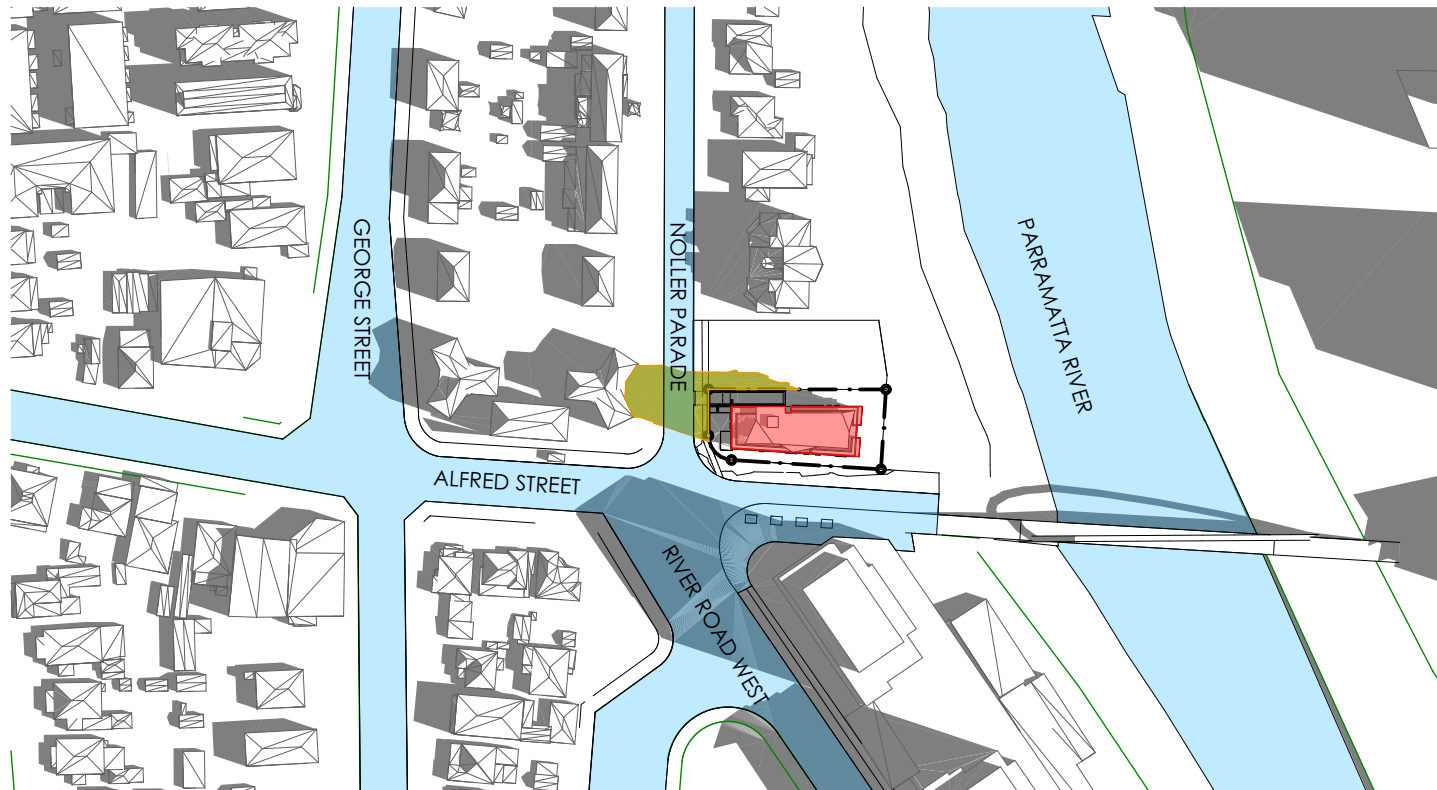 GEORGE STREET
NOLLER PARADE
PARRAMATTA RIVER
ALFRED STREET
RIVER ROAD WEST